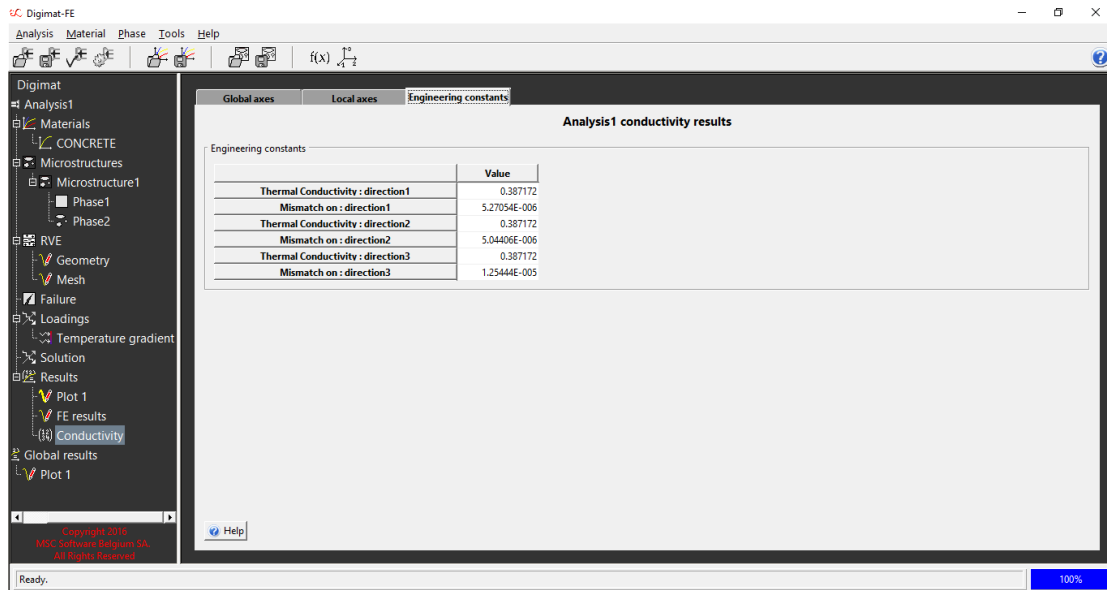 Digimat-FE
Analysis Material Phase Tools Help
f(x)
Digimat
Analysis1
Materials
CONCRETE
Microstructures
Microstructure1
Phase1
Phase2
RVE
Geometry
Mesh
Failure
Loadings
Temperature gradient
Solution
Results
Plot 1
FE results
Conductivity
Global results
Plot 1
Copyright 2016
MSC Software Belgium SA.
All Rights Reserved
Global axes Local axes Engineering constants
Analysis1 conductivity results
Engineering constants
Value
Thermal Conductivity : direction1 0.387172
Mismatch on : direction1 5.27054E-006
Thermal Conductivity : direction2 0.387172
Mismatch on : direction2 5.04406E-006
Thermal Conductivity : direction3 0.387172
Mismatch on : direction3 1.25444E-005
Help
Ready. 100%